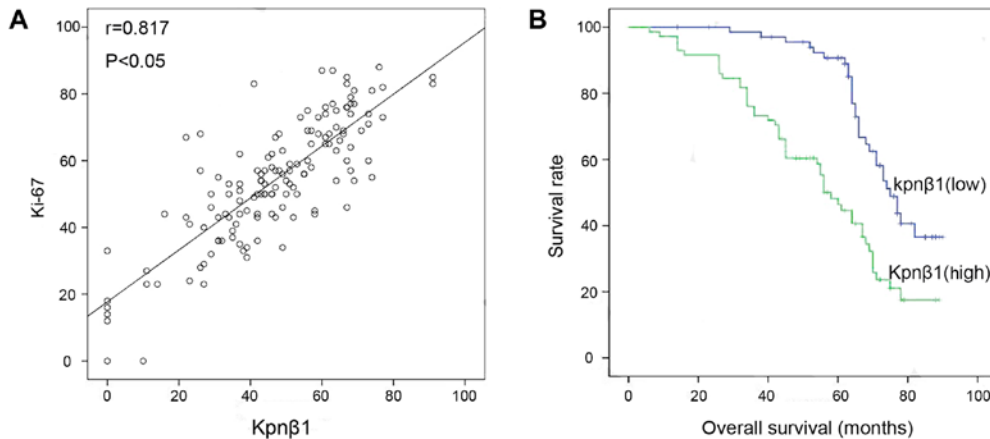 A
r=0.817
P<0.05
100
80
60
40
20
0
Ki-67
0 20 40 60 80 100
Kpnβ1
B
100
80
60
40
20
0
Survival rate
kpnβ1(low)
Kpnβ1(high)
0 20 40 60 80 100
Overall survival (months)